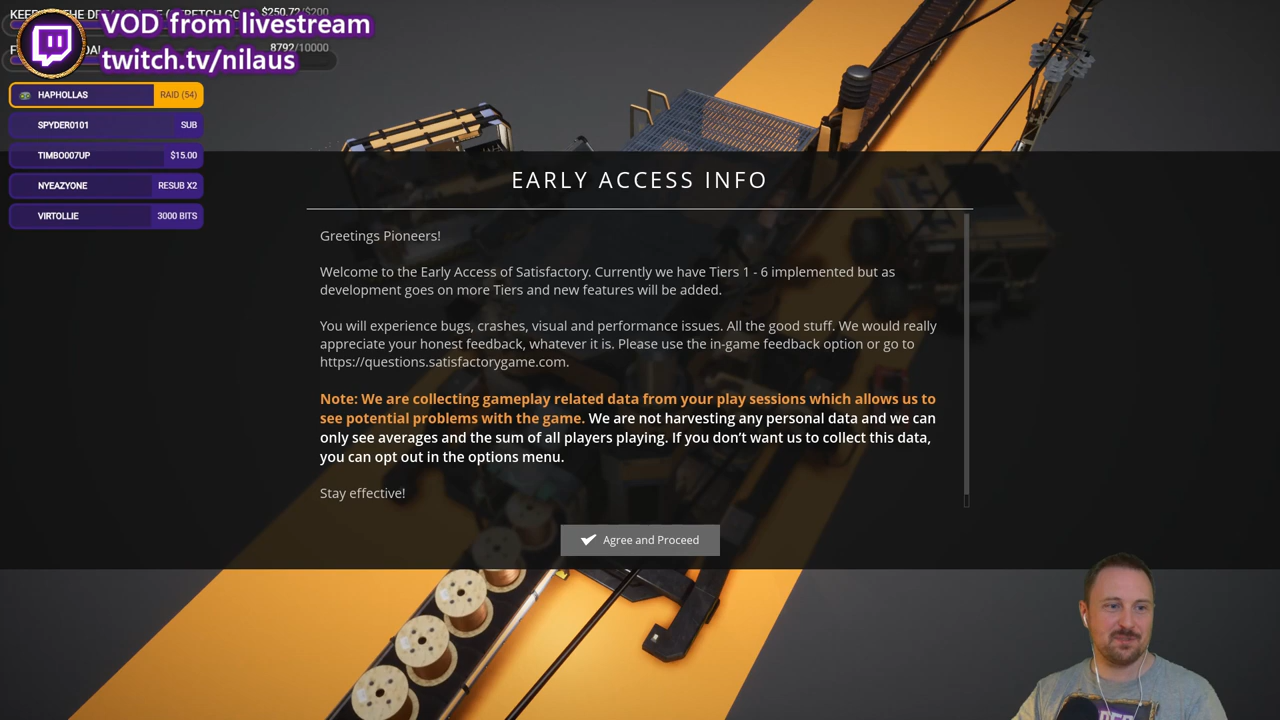 $250.72/$200
VOD from livestream
8792/10000
twitch.tv/nilaus
HAPHOLLAS RAID (54)
SPYDER0101 SUB
TIMBO007UP $15.00
NYEAZYONE RESUB X2
VIRTOLLIE 3000 BITS
EARLY ACCESS INFO
Greetings Pioneers!
Welcome to the Early Access of Satisfactory. Currently we have Tiers 1 - 6 implemented but as
development goes on more Tiers and new features will be added.
You will experience bugs, crashes, visual and performance issues. All the good stuff. We would really
appreciate your honest feedback, whatever it is. Please use the in-game feedback option or go to
https://questions.satisfactorygame.com.
Note: We are collecting gameplay related data from your play sessions which allows us to
see potential problems with the game. We are not harvesting any personal data and we can
only see averages and the sum of all players playing. If you don’t want us to collect this data,
you can opt out in the options menu.
Stay effective!
Agree and Proceed